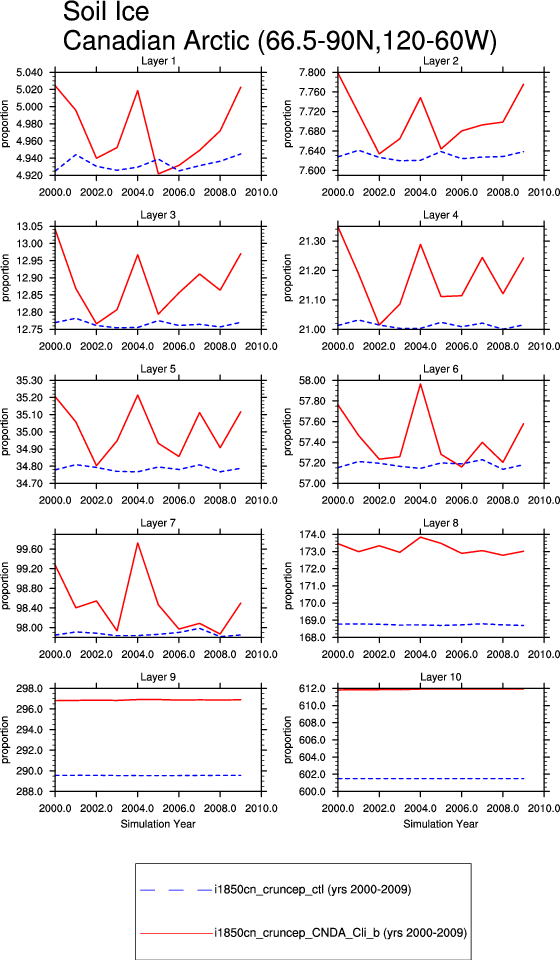 Soil Ice
Canadian Arctic (66.5-90N,120-60W)
Layer 1
proportion
5.040
5.020
5.000
4.980
4.960
4.940
4.920
2000.0 2002.0 2004.0 2006.0 2008.0 2010.0
Layer 2
proportion
7.800
7.760
7.720
7.680
7.640
7.600
2000.0 2002.0 2004.0 2006.0 2008.0 2010.0
Layer 3
proportion
13.05
13.00
12.95
12.90
12.85
12.80
12.75
2000.0 2002.0 2004.0 2006.0 2008.0 2010.0
Layer 4
proportion
21.30
21.20
21.10
21.00
2000.0 2002.0 2004.0 2006.0 2008.0 2010.0
Layer 5
proportion
35.30
35.20
35.10
35.00
34.90
34.80
34.70
2000.0 2002.0 2004.0 2006.0 2008.0 2010.0
Layer 6
proportion
58.00
57.80
57.60
57.40
57.20
57.00
2000.0 2002.0 2004.0 2006.0 2008.0 2010.0
Layer 7
proportion
99.60
99.20
98.80
98.40
98.00
2000.0 2002.0 2004.0 2006.0 2008.0 2010.0
Layer 8
proportion
174.0
173.0
172.0
171.0
170.0
169.0
168.0
2000.0 2002.0 2004.0 2006.0 2008.0 2010.0
Layer 9
proportion
298.0
296.0
294.0
292.0
290.0
288.0
2000.0 2002.0 2004.0 2006.0 2008.0 2010.0
Simulation Year
Layer 10
proportion
612.0
610.0
608.0
606.0
604.0
602.0
600.0
2000.0 2002.0 2004.0 2006.0 2008.0 2010.0
Simulation Year
i1850cn_cruncep_ctl (yrs 2000-2009)
i1850cn_cruncep_CNDA_Cli_b (yrs 2000-2009)